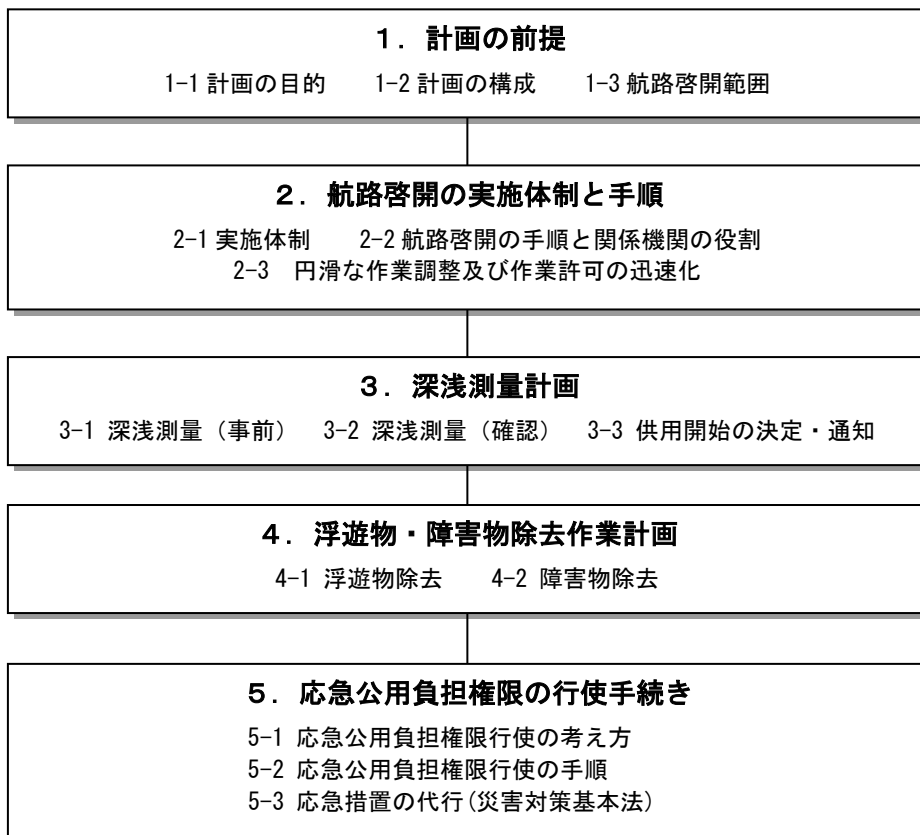 １．計画の前提
1-1 計画の目的　　1-2 計画の構成　　1-3 航路啓開範囲
２．航路啓開の実施体制と手順
2-1 実施体制　　2-2 航路啓開の手順と関係機関の役割
2-3　円滑な作業調整及び作業許可の迅速化
３．深浅測量計画
3-1 深浅測量（事前）　3-2 深浅測量（確認）　3-3 供用開始の決定・通知
４．浮遊物・障害物除去作業計画
4-1 浮遊物除去　　4-2 障害物除去
５．応急公用負担権限の行使手続き
5-1 応急公用負担権限行使の考え方
5-2 応急公用負担権限行使の手順
5-3 応急措置の代行(災害対策基本法)